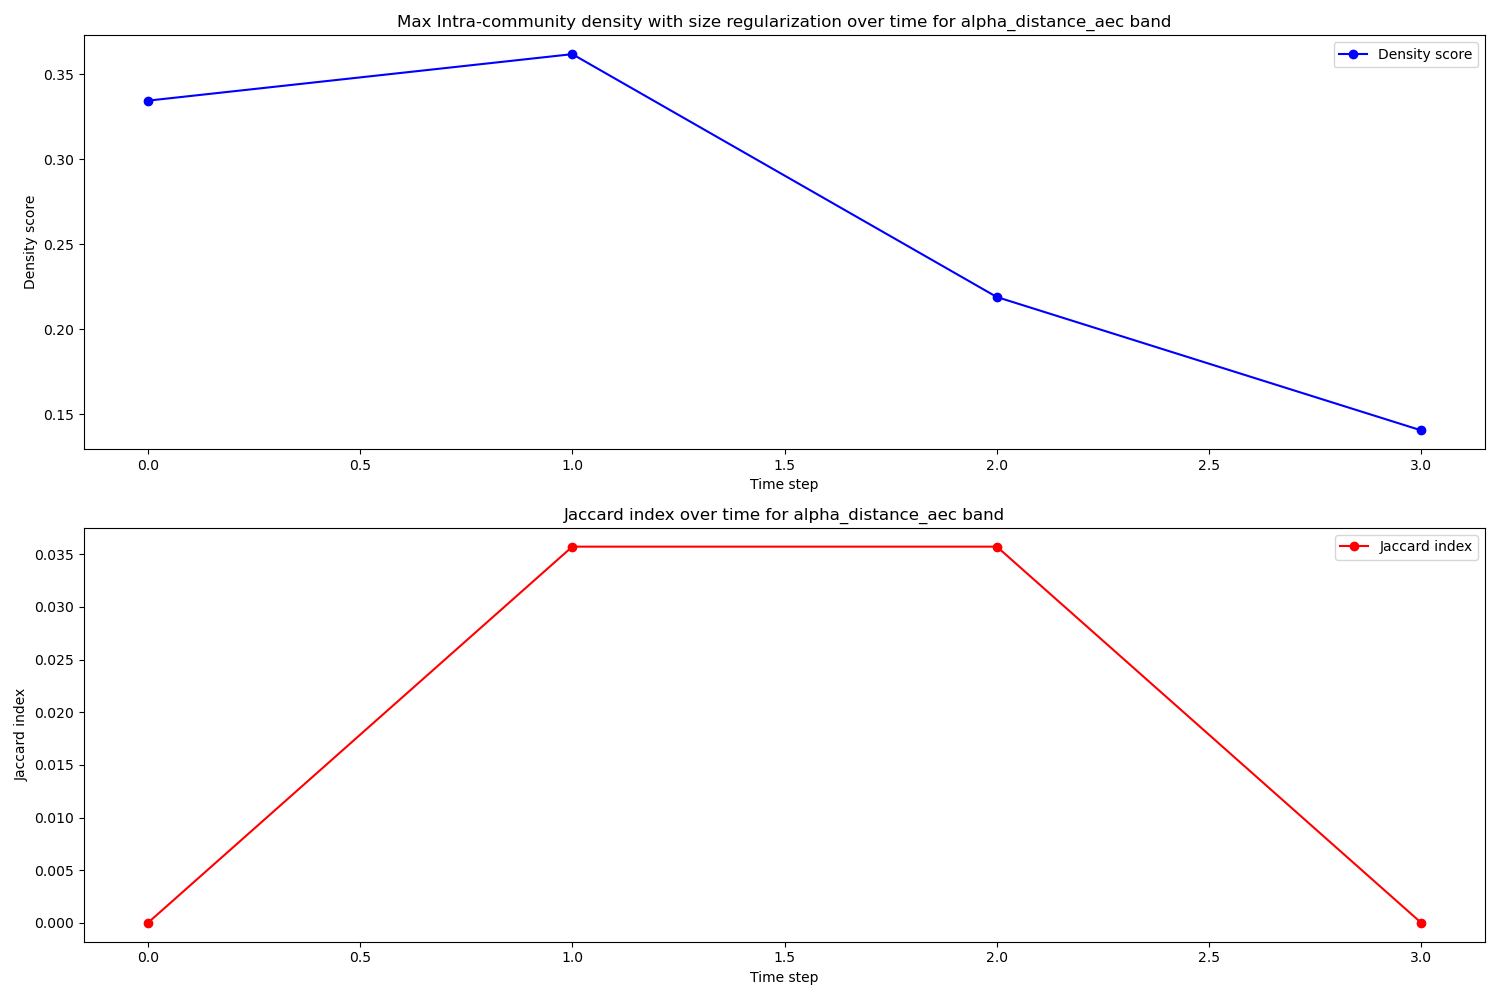 Max Intra-community density with size regularization over time for alpha_distance_aec band
Density score
0.35
0.30
0.25
0.20
0.15
Density score
0.0 0.5 1.0 1.5 2.0 2.5 3.0
Time step
Jaccard index over time for alpha_distance_aec band
Jaccard index
0.035
0.030
0.025
0.020
0.015
0.010
0.005
0.000
Jaccard index
0.0 0.5 1.0 1.5 2.0 2.5 3.0
Time step